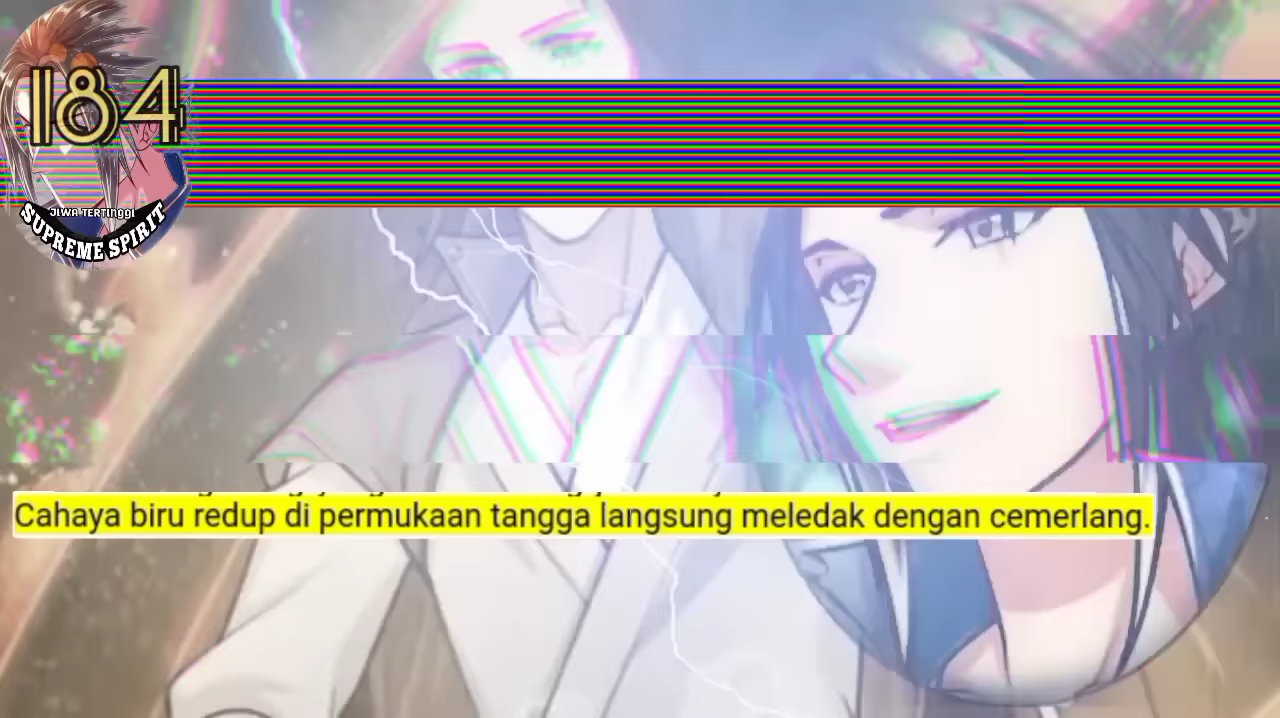 184
JIWA TERTINGGI
SUPREME SPIRIT
Cahaya biru redup di permukaan tangga langsung meledak dengan cemerlang.